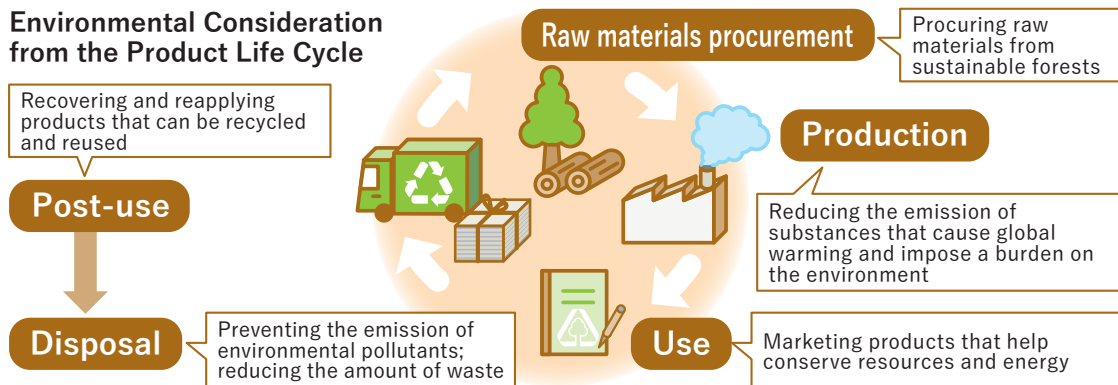 Environmental Consideration
from the Product Life Cycle
Raw materials procurement
Procuring raw
materials from
sustainable forests
Production
Reducing the emission of
substances that cause global
warming and impose a burden on
the environment
Use
Marketing products that help
conserve resources and energy
Recovering and reapplying
products that can be recycled
and reused
Post-use
Disposal
Preventing the emission of
environmental pollutants;
reducing the amount of waste